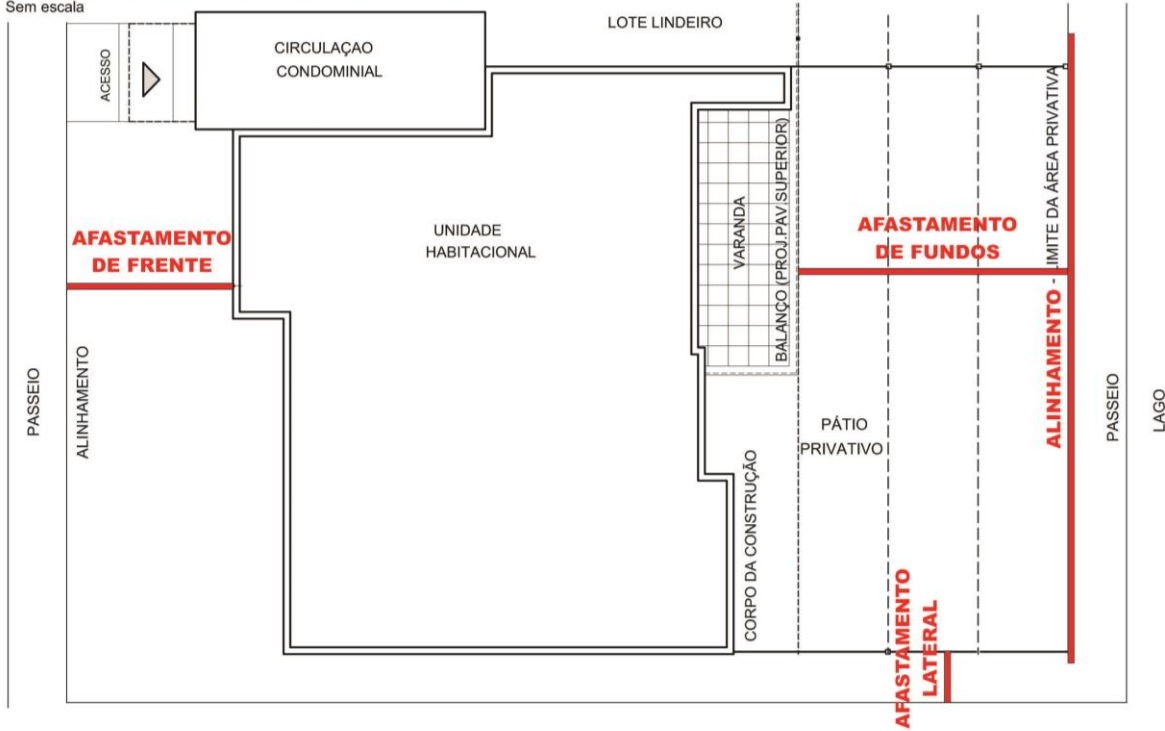 Sem escala
LOTE LINDEIRO
CIRCULAÇAO
CONDOMINIAL
ACESSO
AFASTAMENTO
DE FRENTE
UNIDADE
HABITACIONAL
VARANDA
BALANÇO (PROJ.PAV.SUPERIOR)
AFASTAMENTO
DE FUNDOS
ALINHAMENTO - LIMITE DA ÁREA PRIVATIVA
PASSEIO
ALINHAMENTO
PÁTIO
PRIVATIVO
CORPO DA CONSTRUÇÃO
PASSEIO
LAGO
AFASTAMENTO
LATERAL